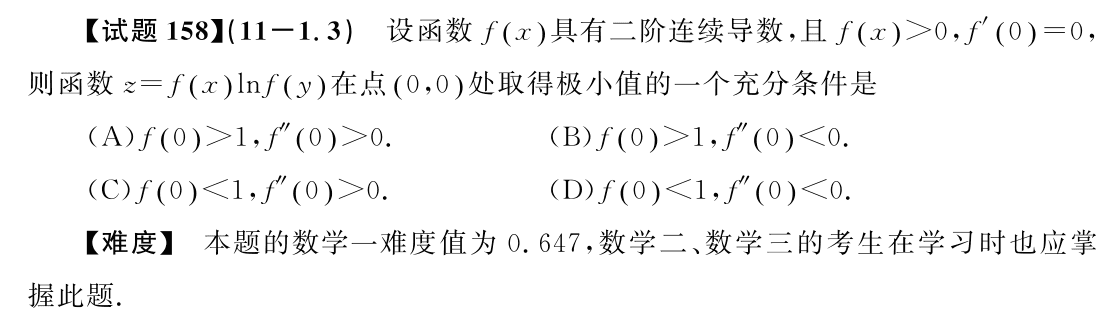 【试题 158】(11-1.3) 设函数 f(x)具有二阶连续导数,且 f(x)>0,f′(0)=0,
则函数 z=f(x)lnf(y)在点(0,0)处取得极小值的一个充分条件是
(A)f(0)>1,f″(0)>0. (B)f(0)>1,f″(0)<0.
(C)f(0)<1,f″(0)>0. (D)f(0)<1,f″(0)<0.
【难度】 本题的数学一难度值为 0.647,数学二、数学三的考生在学习时也应掌
握此题.